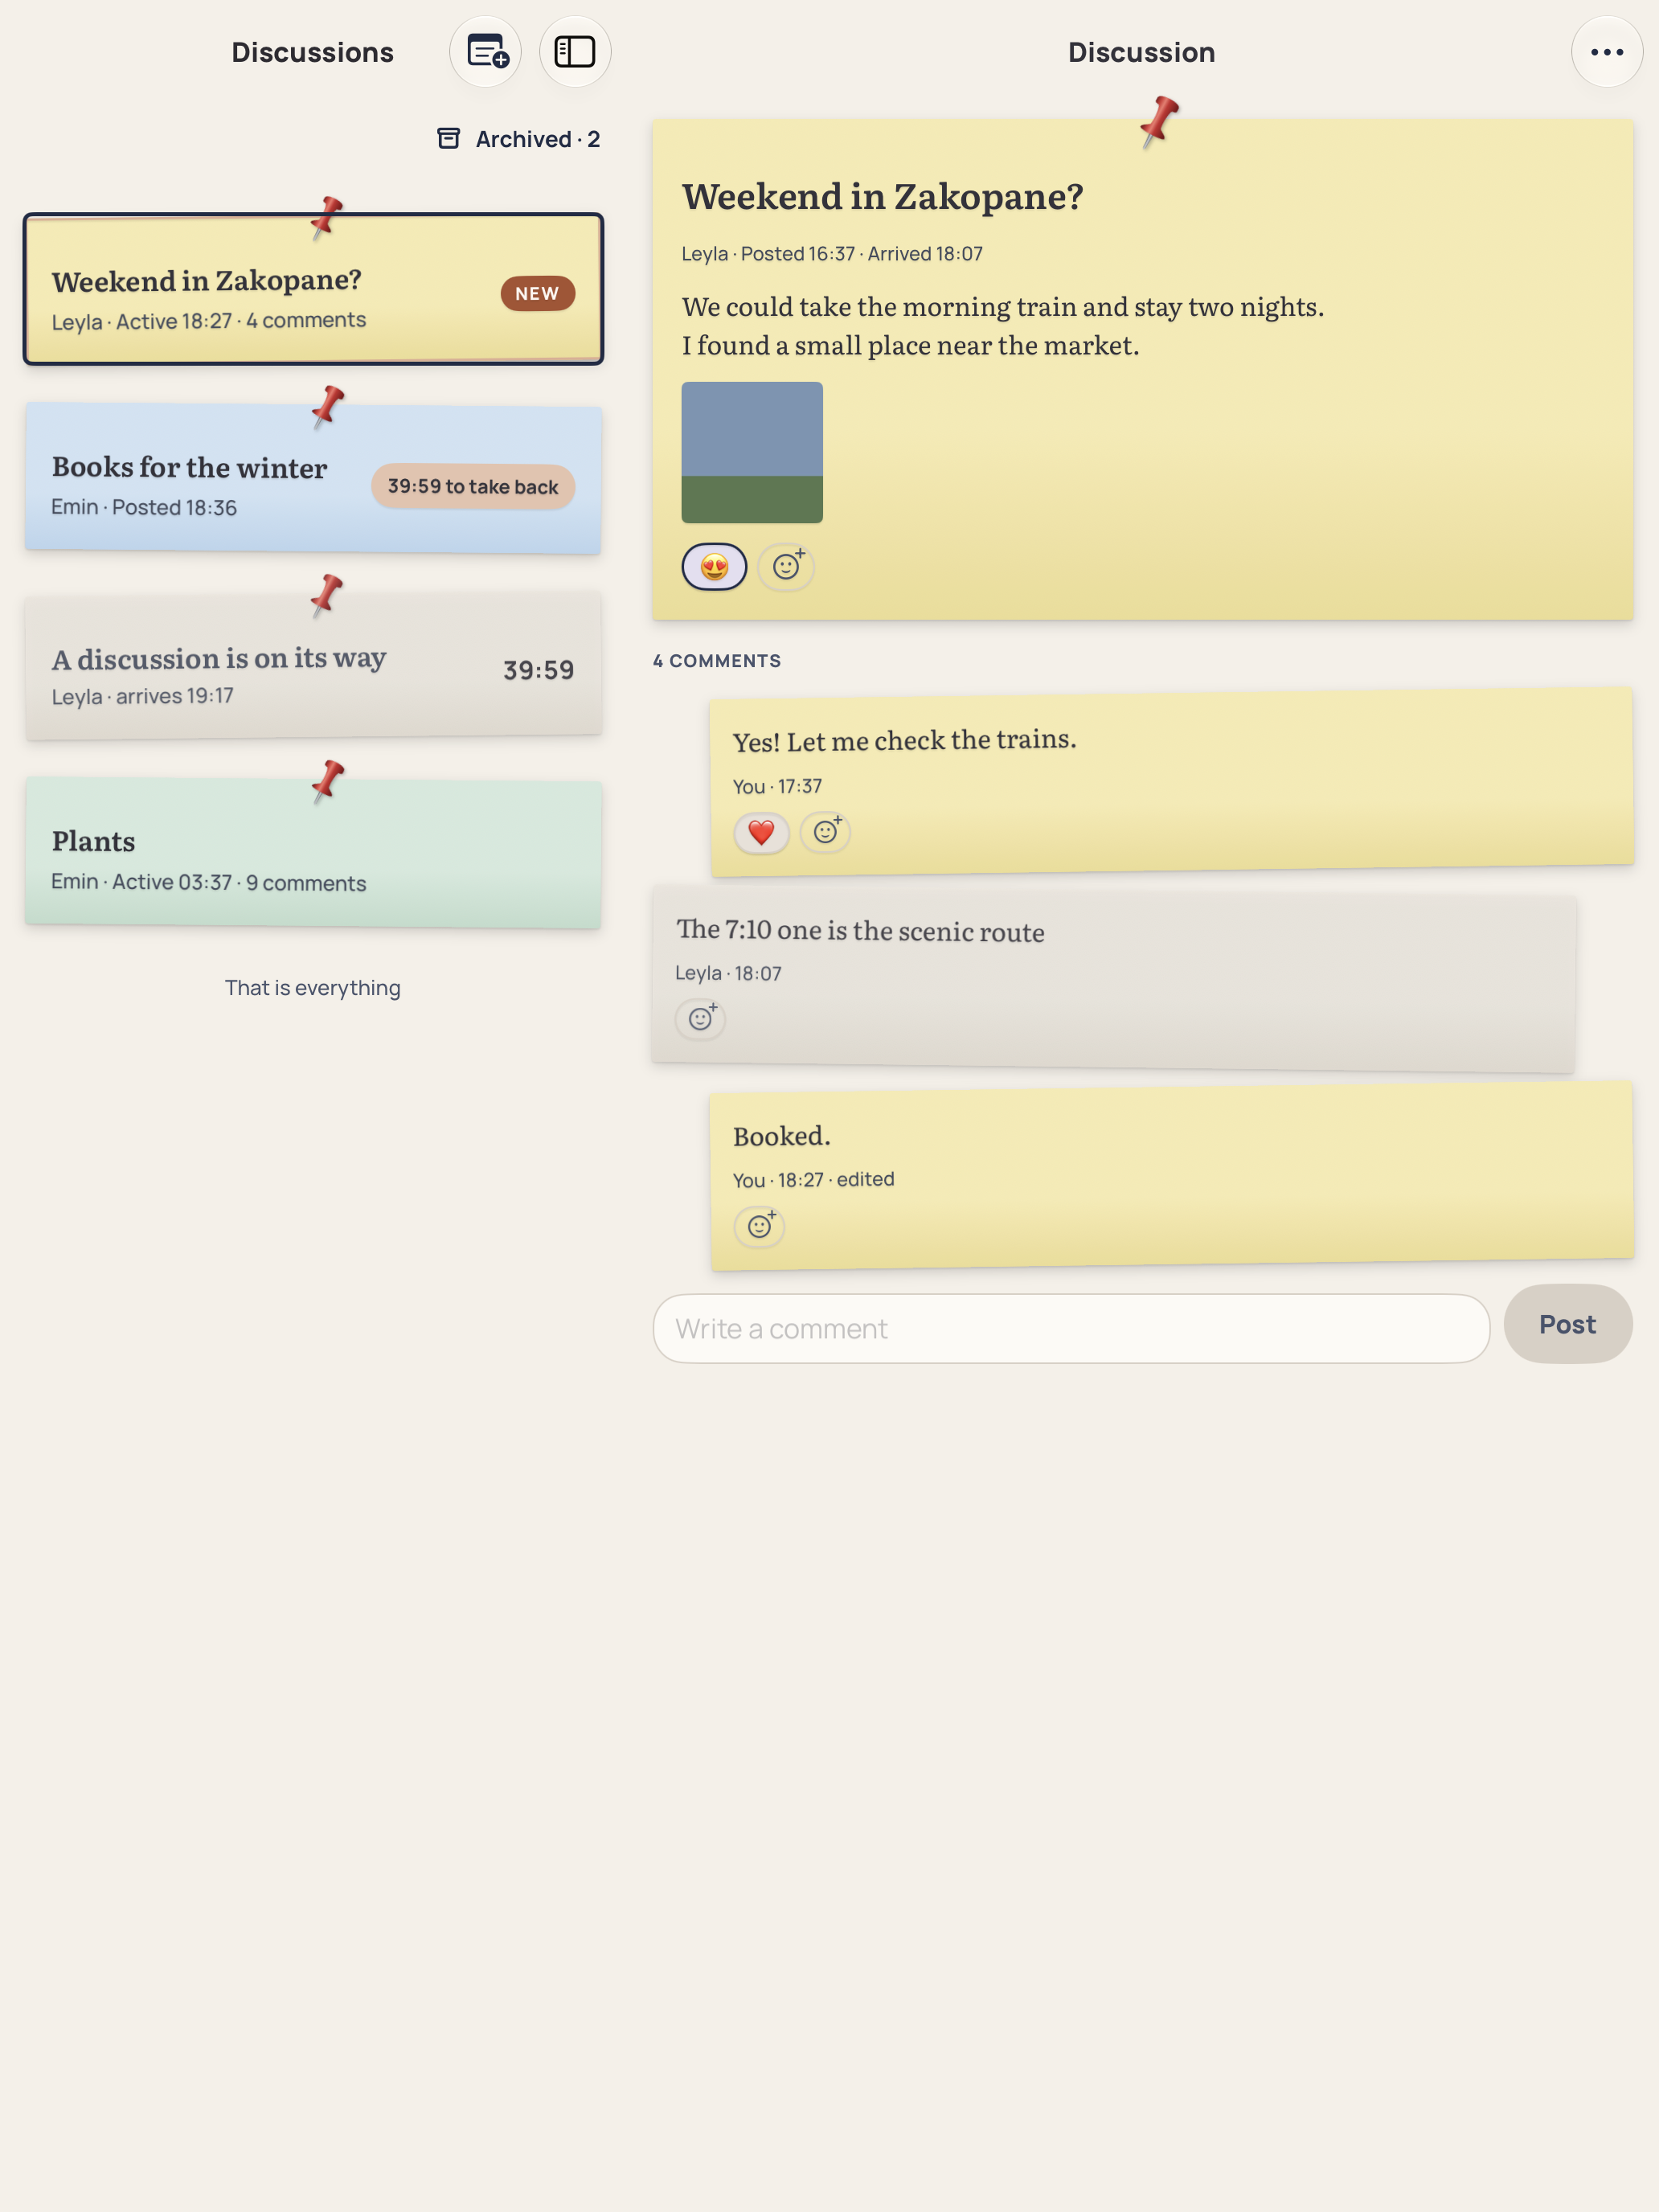 Discussions
Archived · 2
Weekend in Zakopane?
Leyla · Active 18:27 · 4 comments
NEW
Books for the winter
Emin · Posted 18:36
39:59 to take back
A discussion is on its way
Leyla · arrives 19:17
39:59
Plants
Emin · Active 03:37 · 9 comments
That is everything
Discussion
Weekend in Zakopane?
Leyla · Posted 16:37 · Arrived 18:07
We could take the morning train and stay two nights.
I found a small place near the market.
4 COMMENTS
Yes! Let me check the trains.
You · 17:37
The 7:10 one is the scenic route
Leyla · 18:07
Booked.
You · 18:27 · edited
Write a comment
Post